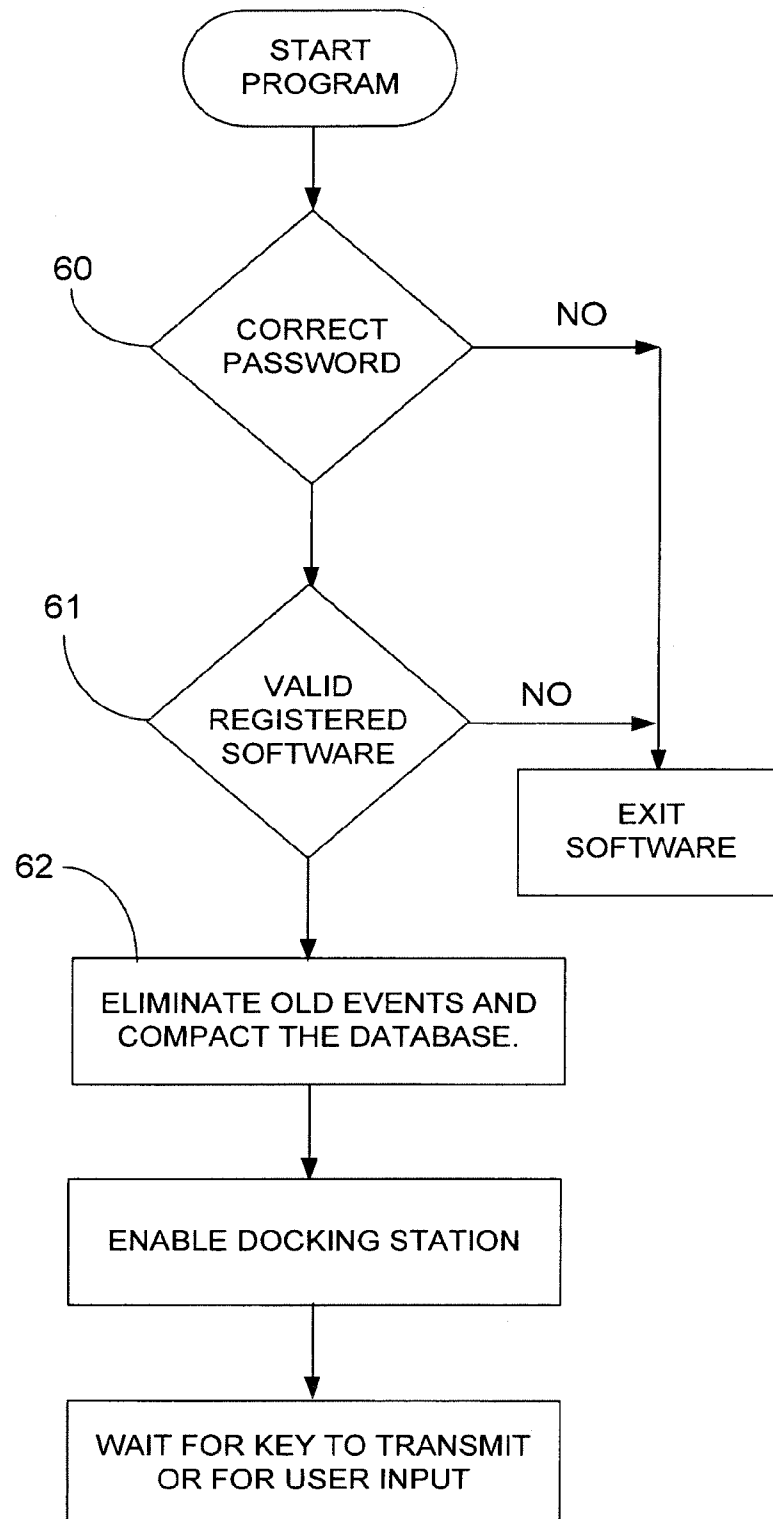 START
PROGRAM
60
CORRECT
PASSWORD
NO
61
VALID
REGISTERED
SOFTWARE
NO
EXIT
SOFTWARE
62
ELIMINATE OLD EVENTS AND
COMPACT THE DATABASE.
ENABLE DOCKING STATION
WAIT FOR KEY TO TRANSMIT
OR FOR USER INPUT